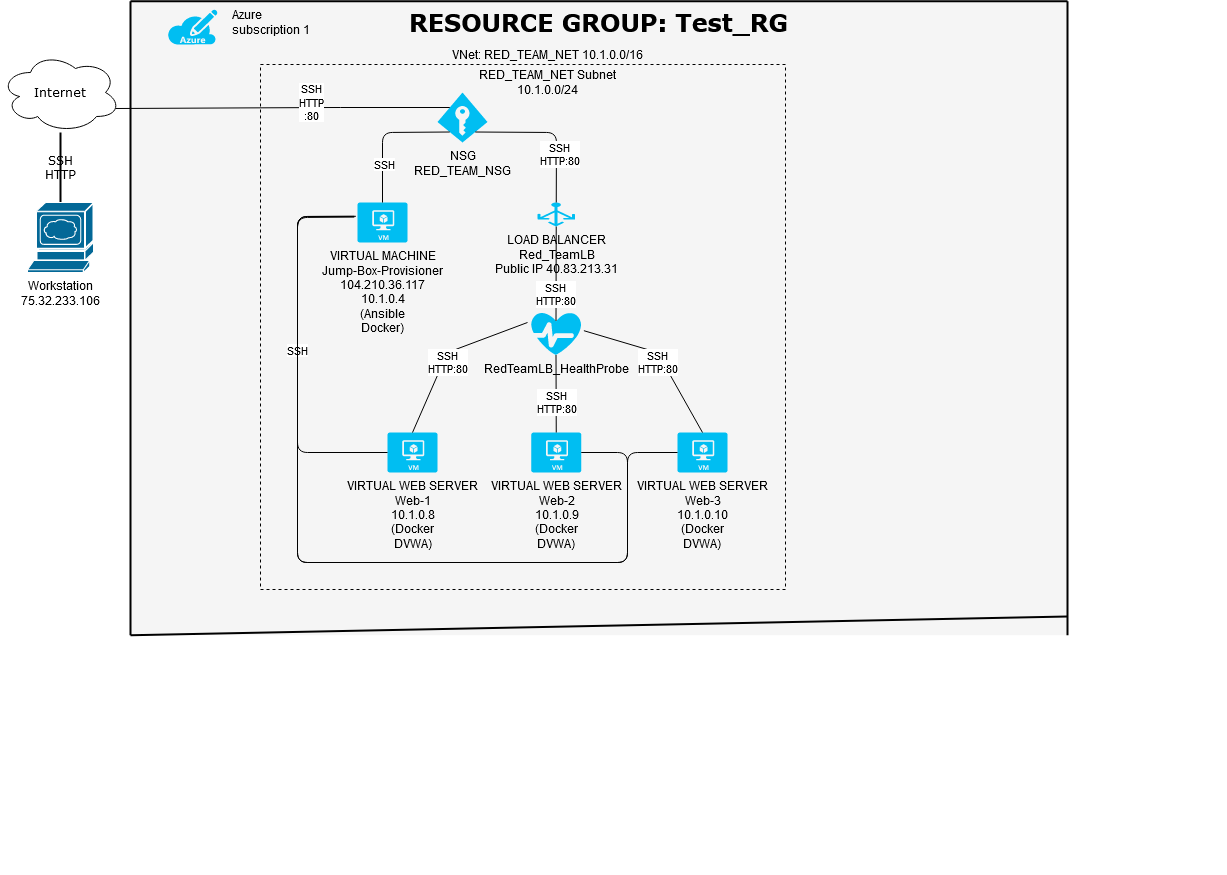 Azure
subscription 1
RESOURCE GROUP: Test_RG
Azure
VNet: RED_TEAM_NET 10.1.0.0/16
RED_TEAM_NET Subnet
10.1.0.0/24
Internet
SSH
HTTP
:80
SSH
HTTP
Workstation
75.32.233.106
NSG
RED_TEAM_NSG
SSH
SSH
HTTP:80
VM
VIRTUAL MACHINE
Jump-Box-Provisioner
104.210.36.117
10.1.0.4
(Ansible
Docker)
LOAD BALANCER
Red_TeamLB
Public IP 40.83.213.31
SSH
HTTP:80
SSH
SSH
HTTP:80
RedTeamLB_HealthProbe
SSH
HTTP:80
SSH
HTTP:80
VM
VIRTUAL WEB SERVER
Web-1
10.1.0.8
(Docker
DVWA)
VM
VIRTUAL WEB SERVER
Web-2
10.1.0.9
(Docker
DVWA)
VM
VIRTUAL WEB SERVER
Web-3
10.1.0.10
(Docker
DVWA)